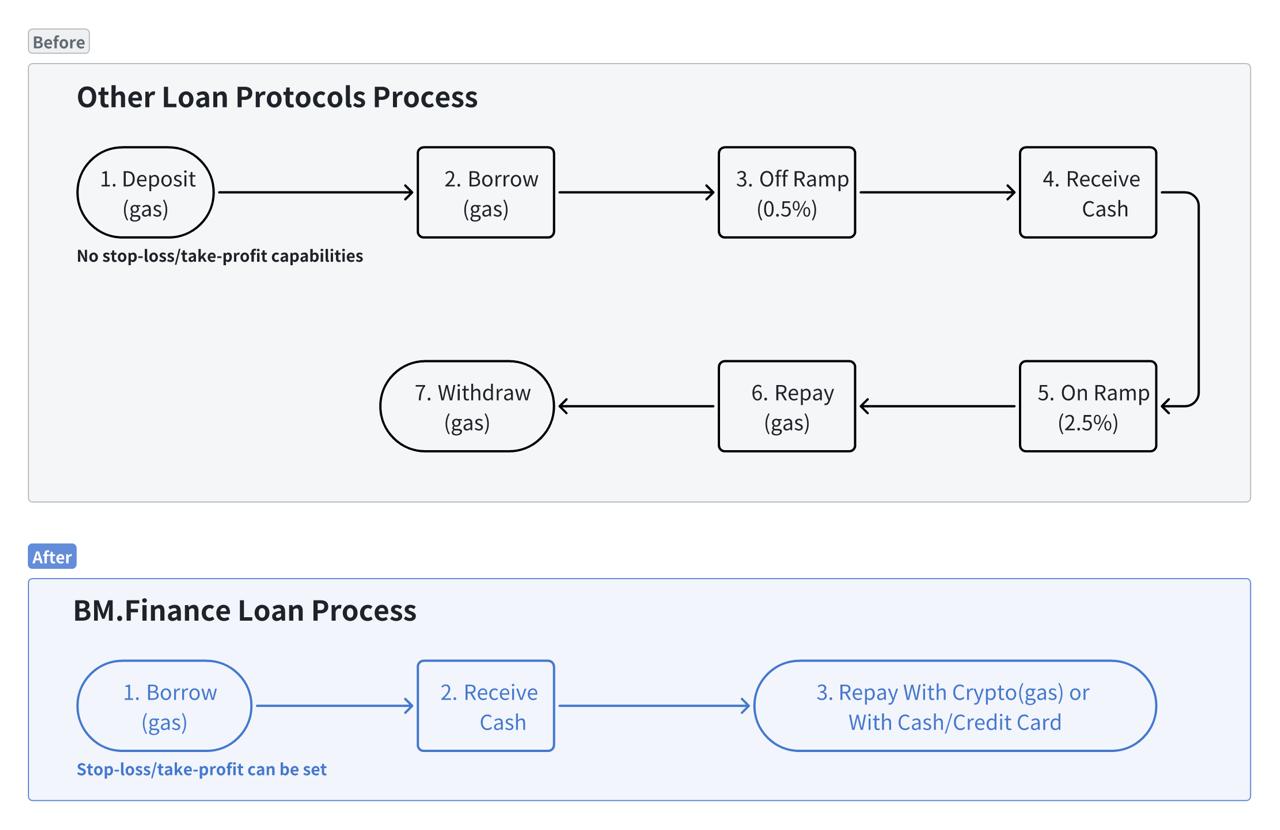 Before
Other Loan Protocols Process
1. Deposit
(gas)
2. Borrow
(gas)
3. Off Ramp
(0.5%)
4. Receive
Cash
No stop-loss/take-profit capabilities
5. On Ramp
(2.5%)
6. Repay
(gas)
7. Withdraw
(gas)
After
BM.Finance Loan Process
1. Borrow
(gas)
2. Receive
Cash
3. Repay With Crypto(gas) or
With Cash/Credit Card
Stop-loss/take-profit can be set